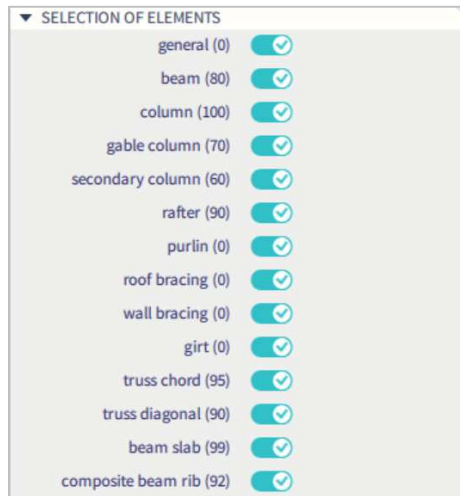 SELECTION OF ELEMENTS
general (0)
beam (80)
column (100)
gable column (70)
secondary column (60)
rafter (90)
purlin (0)
roof bracing (0)
wall bracing (0)
girt (0)
truss chord (95)
truss diagonal (90)
beam slab (99)
composite beam rib (92)